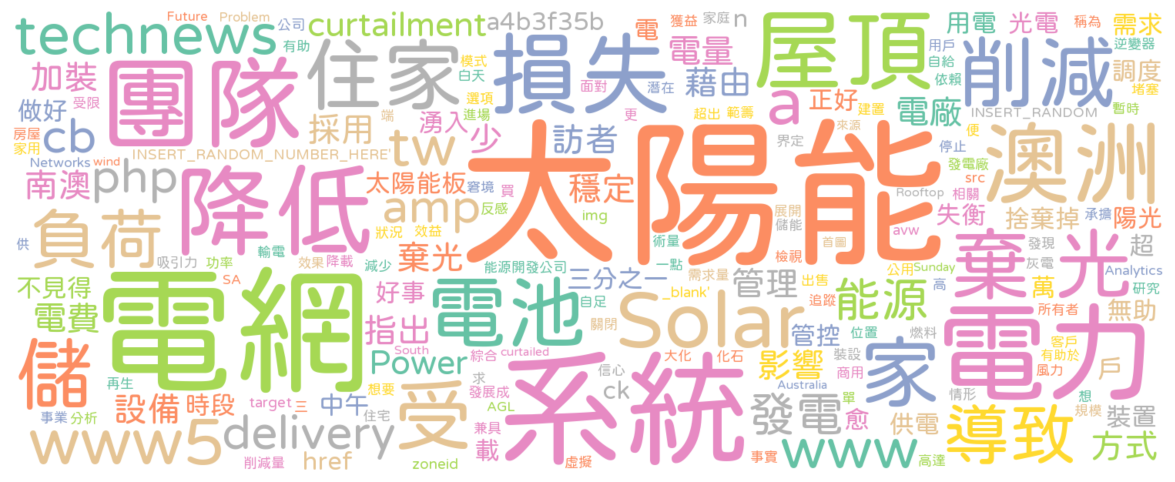 technews
curtailment
a4b3f35b
Future
Problem
公司
有助
電
獲益
家庭
n
屋頂
用電
光電
稱為
需求
逆變器
加裝
團隊
住家
模式
白天
選項
損失
電量
面對
潛在
藉由
用戶
自給
依賴
削減
調度
堵塞
做好
受限
採用
端
進場
湧入
少
更
超出
範籌
a
正好
建置
電廠
INSERT_RANDOM
暫時
房屋
家用
cb
INSERT_RANDOM_NUMBER_HERE'
tw
訪者
界定
來源
停止
便
Networks
wind
南澳
php
降低
太陽能板
窘境
反感
買
太陽能
穩定
img
展開
儲能
Rooftop
發電廠
src
相關
失衡
澳洲
捨棄掉
承擔
陽光
負荷
amp
狀況
效益
供
吸引力
輸電
功率
效果
降載
SA
棄光
減少
術量
一點
首圖
檢視
avw
棄光
發現
超
灰電
Analytics
不見得
電費
電網
好事
指出
電池
能源開發公司
三分之一
自足
關閉
Solar
需求量
_blank'
管理
出售
追蹤
公用
Sunday
高
能源
萬
研究
所有者
無助
儲
再生
事業
分析
設備
時段
target
三
中午
想要
住宅
South
Power
綜合
curtailed
求
發展成
AGL
兼具
信心
ck
系統
大化
化石
管控
位置
燃料
影響
裝設
商用
Australia
家
電力
客戶
有助於
風力
戶
想
規模
www5
delivery
削減量
href
受
載
zoneid
虛擬
發電
單
愈
供電
情形
www
事實
高達
導致
裝置
方式